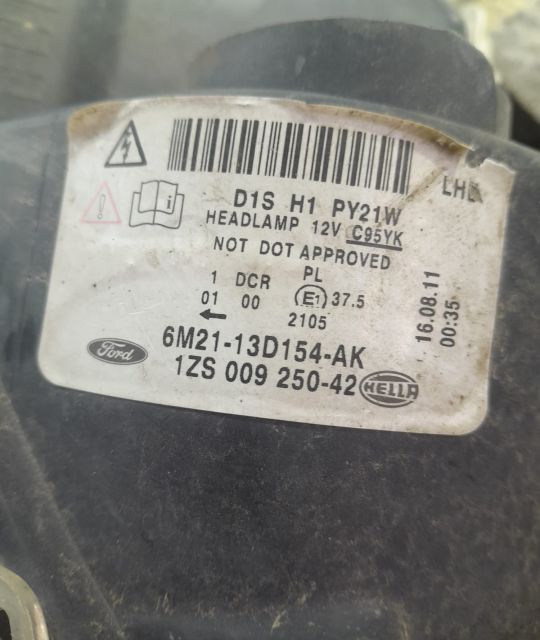 LHD
D1S H1 PY21W
HEADLAMP 12V C95YK
NOT DOT APPROVED
1 DCR PL
01 00 E1 37.5
2105
16.08.11
00:35
6M21-13D154-AK
Ford
1ZS 009 250-42 HELLA